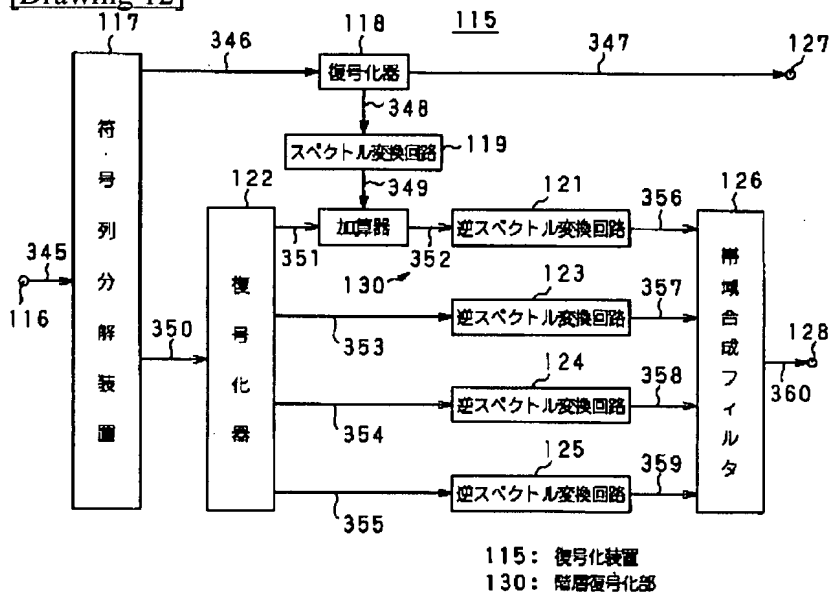 [Drawing 12]
115
117
346
118
復号化器
347
127
348
スペクトル変換回路
119
349
符号列分解装置
345
116
350
122
復号化器
351
加算器
352
130
121
逆スペクトル変換回路
356
123
353
逆スペクトル変換回路
357
124
354
逆スペクトル変換回路
358
125
355
逆スペクトル変換回路
359
126
帯域合成フィルタ
128
360
115: 復号化装置
130: 階層復号化部